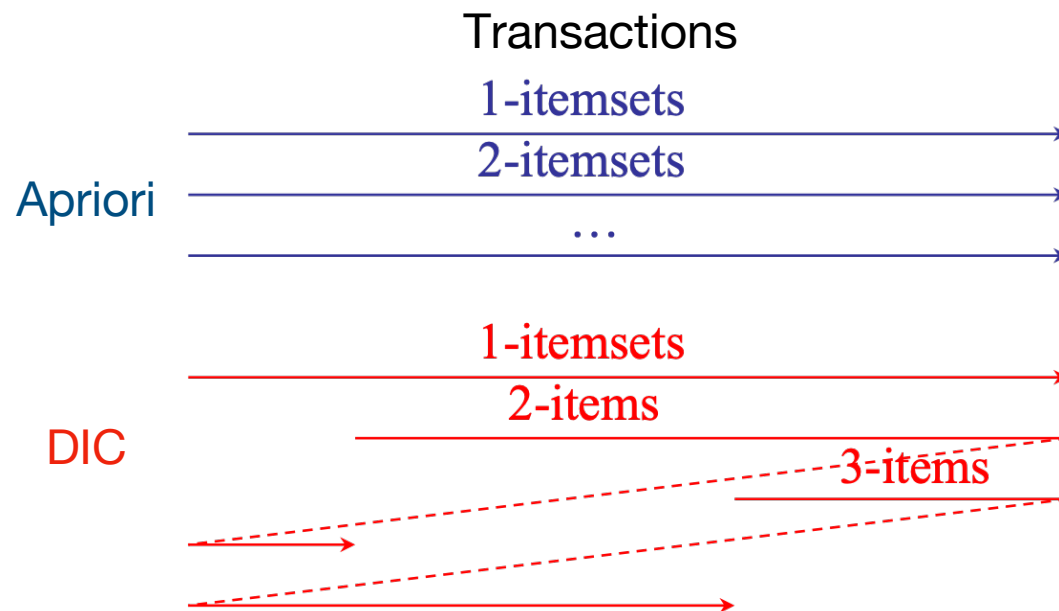 Transactions
1-itemsets
2-itemsets
Apriori
...
1-itemsets
2-items
DIC
3-items